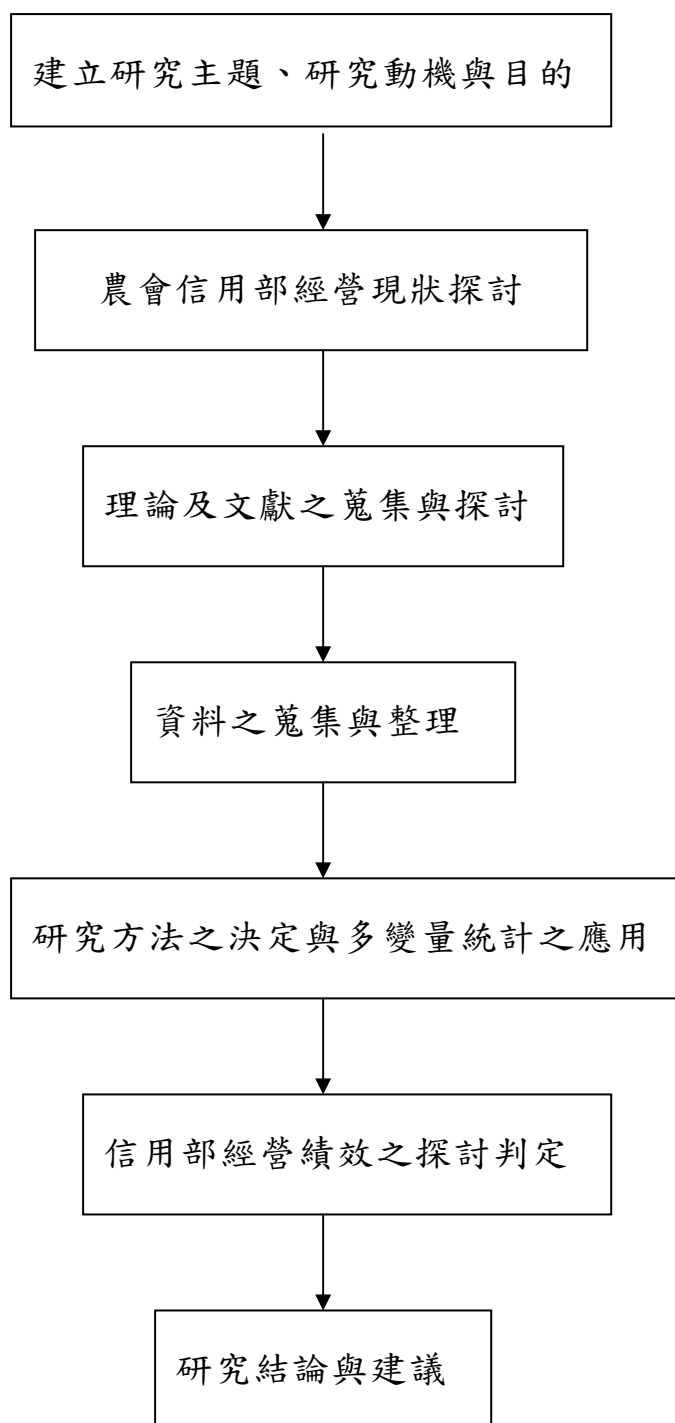 建立研究主題、研究動機與目的
農會信用部經營現狀探討
理論及文獻之蒐集與探討
資料之蒐集與整理
研究方法之決定與多變量統計之應用
信用部經營績效之探討判定
研究結論與建議